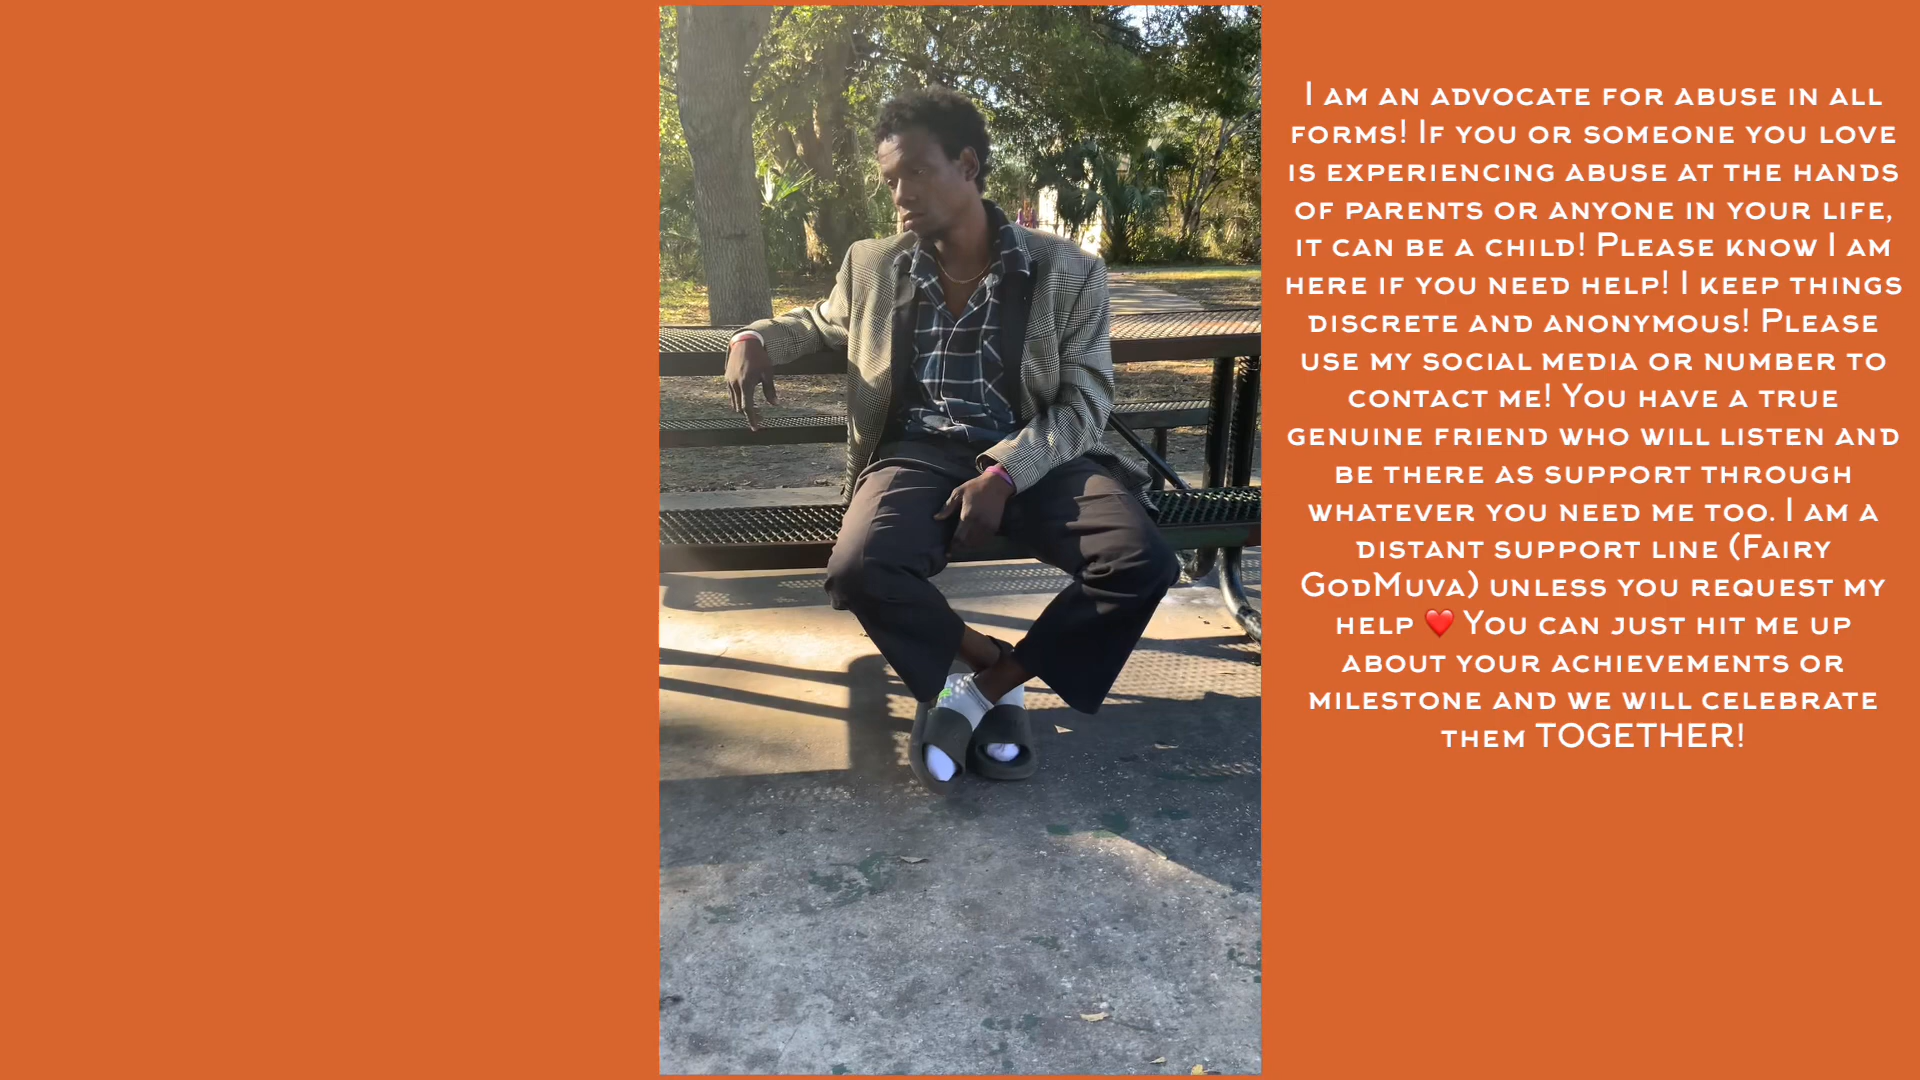 I am an advocate for abuse in all
forms! If you or someone you love
is experiencing abuse at the hands
of parents or anyone in your life,
it can be a child! Please know I am
here if you need help! I keep things
discrete and anonymous! Please
use my social media or number to
contact me! You have a true
genuine friend who will listen and
be there as support through
whatever you need me too. I am a
distant support line (Fairy
GodMuva) unless you request my
help ❤️ You can just hit me up
about your achievements or
milestone and we will celebrate
them TOGETHER!